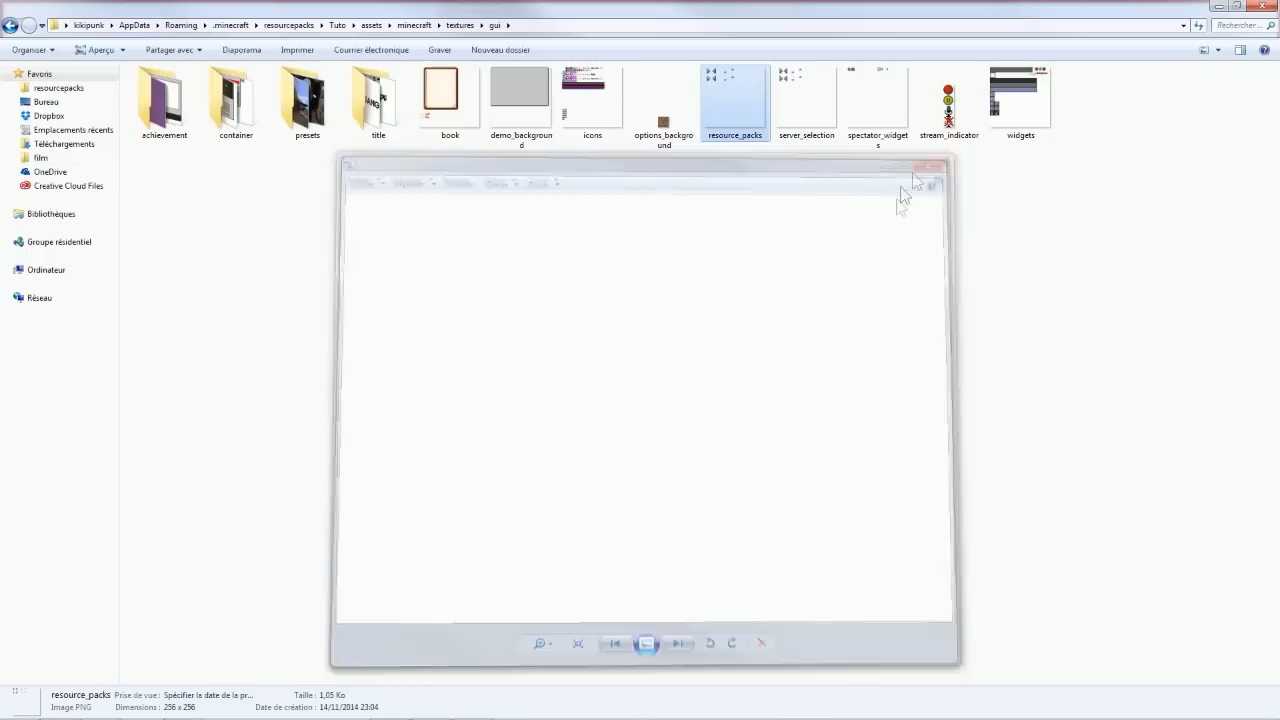 kikipunk AppData Roaming .minecraft resourcepacks Tuto assets minecraft textures gui
Rechercher ...
Organiser Aperçu Partager avec Diaporama Imprimer Courrier électronique Graver Nouveau dossier
Favoris
resourcepacks
Bureau
Dropbox
Emplacements récents
Téléchargements
film
OneDrive
Creative Cloud Files
Bibliothèques
Groupe résidentiel
Ordinateur
Réseau
achievement
container
presets
title
book
demo_backgroun
d
icons
options_backgro
und
resource_packs
server_selection
spectator_widget
s
stream_indicator
widgets
resource_packs Prise de vue : Spécifier la date de la pr... Taille : 1,05 Ko
Image PNG Dimensions : 256 x 256 Date de création : 14/11/2014 23:04